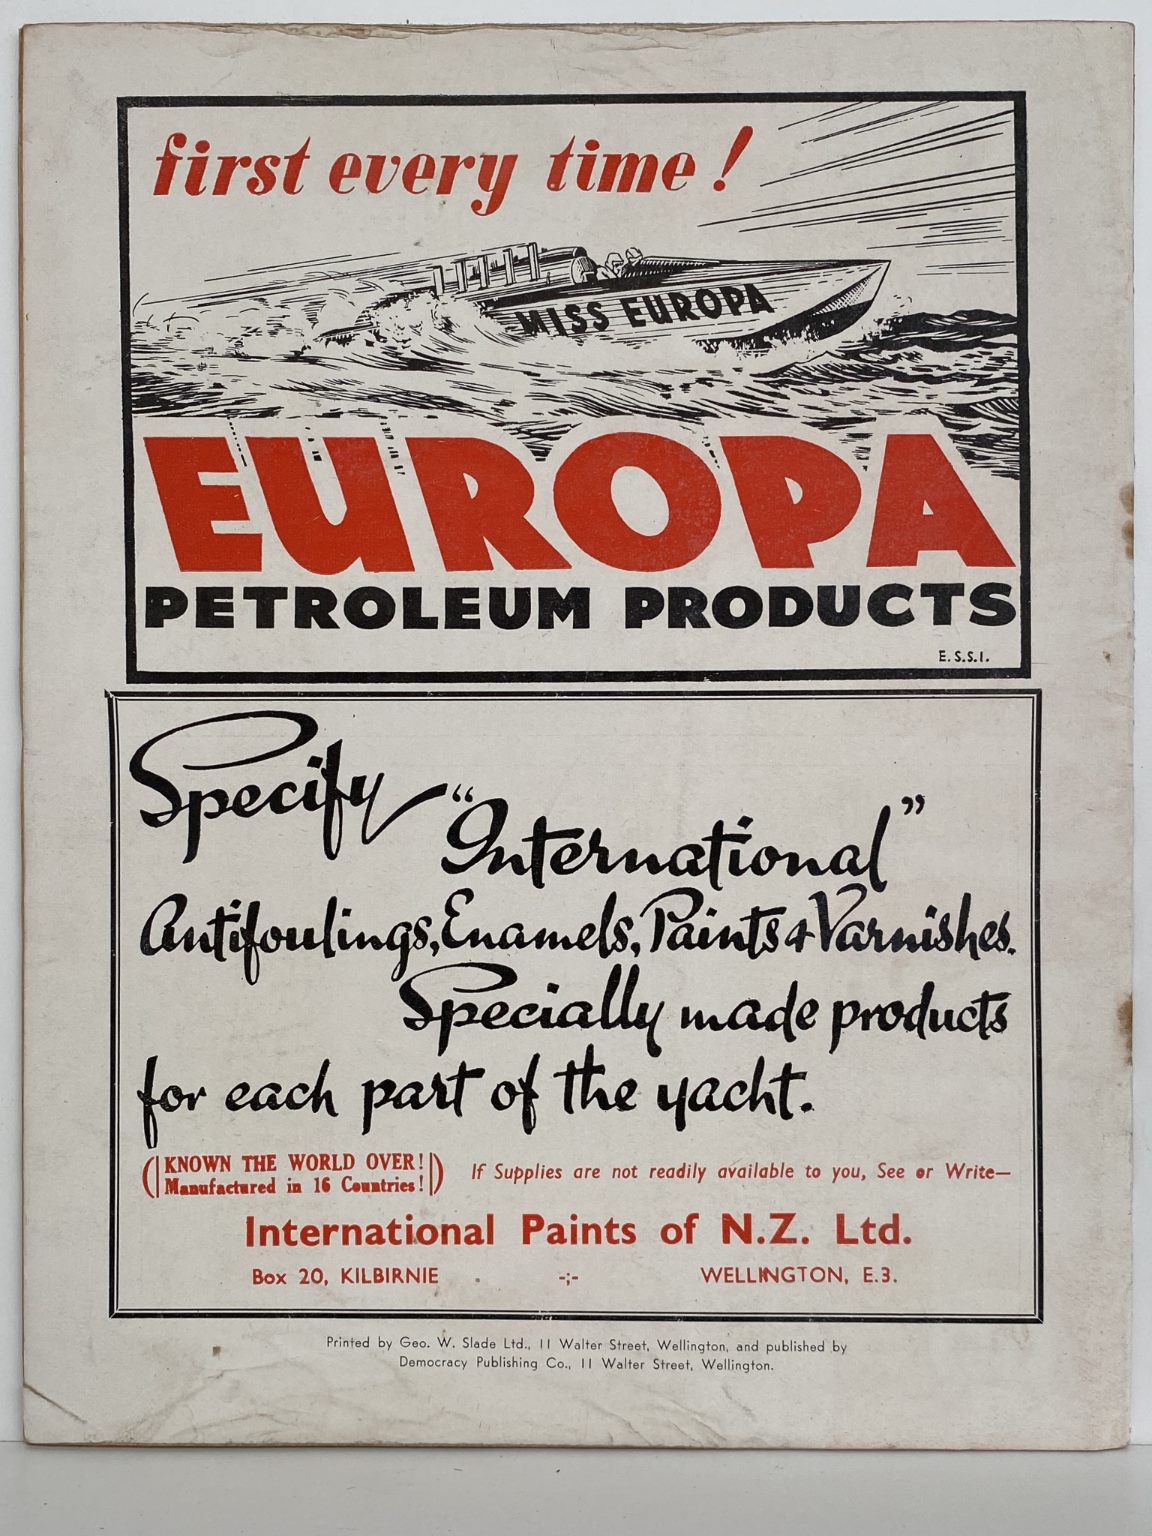 first every time!
MISS EUROPA
EUROPA
PETROLEUM PRODUCTS
E.S.S.I.
Specify "International"
Antifoulings, Enamels, Paints & Varnishes.
Specially made products
for each part of the yacht.
(KNOWN THE WORLD OVER!
Manufactured in 16 Countries!)
If Supplies are not readily available to you, See or Write—
International Paints of N.Z. Ltd.
Box 20, KILBIRNIE -;- WELLINGTON, E.3.
Printed by Geo. W. Slade Ltd., 11 Walter Street, Wellington, and published by
Democracy Publishing Co., 11 Walter Street, Wellington.